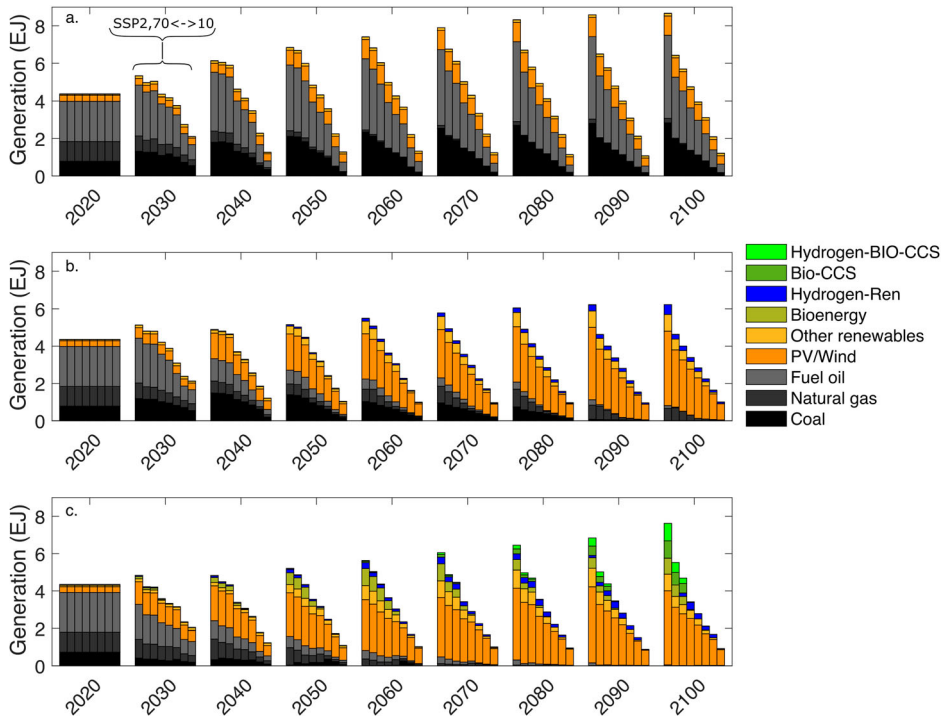 a.
SSP2,70<->10
Generation (EJ)
8
6
4
2
0
2020 2030 2040 2050 2060 2070 2080 2090 2100
b.
Generation (EJ)
8
6
4
2
0
2020 2030 2040 2050 2060 2070 2080 2090 2100
Hydrogen-BIO-CCS
Bio-CCS
Hydrogen-Ren
Bioenergy
Other renewables
PV/Wind
Fuel oil
Natural gas
Coal
c.
Generation (EJ)
8
6
4
2
0
2020 2030 2040 2050 2060 2070 2080 2090 2100